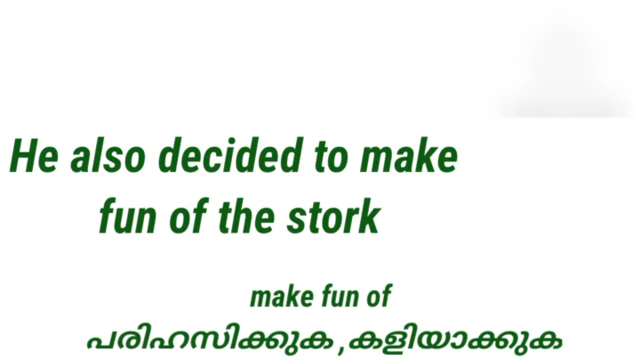 He also decided to make
fun of the stork
make fun of
പരിഹസിക്കുക ,കളിയാക്കുക